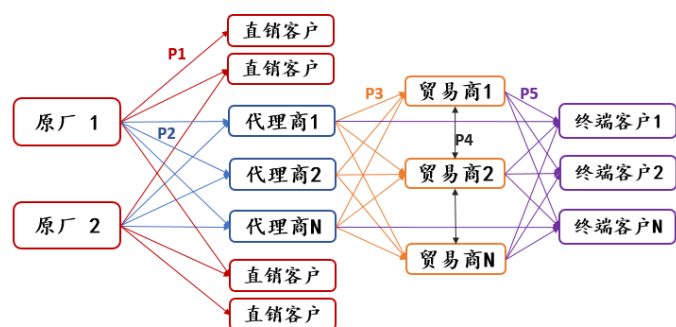 直销客户
P1
直销客户
原厂 1
P2
代理商1
代理商2
原厂 2
代理商N
直销客户
直销客户
P3
贸易商1
P4
贸易商2
贸易商N
P5
终端客户1
终端客户2
终端客户N